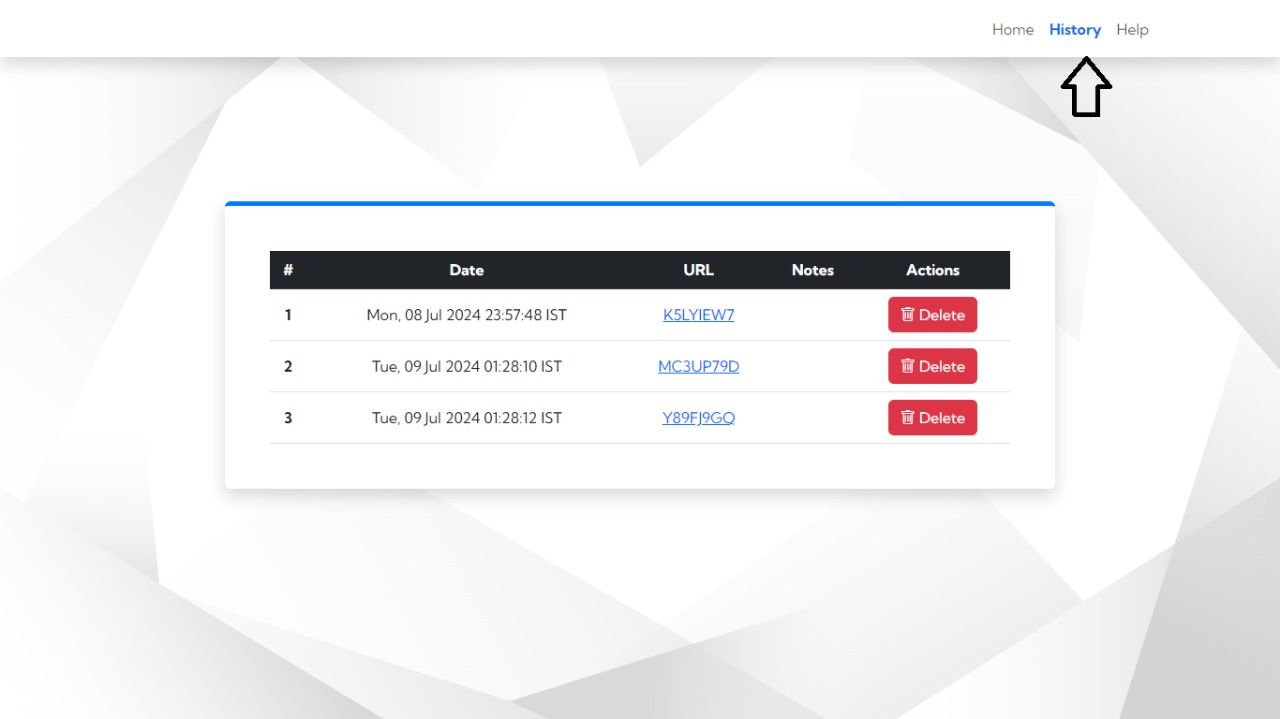 Home History Help
# Date URL Notes Actions
1 Mon, 08 Jul 2024 23:57:48 IST K5LYIEW7 Delete
2 Tue, 09 Jul 2024 01:28:10 IST MC3UP79D Delete
3 Tue, 09 Jul 2024 01:28:12 IST Y89FJ9GQ Delete